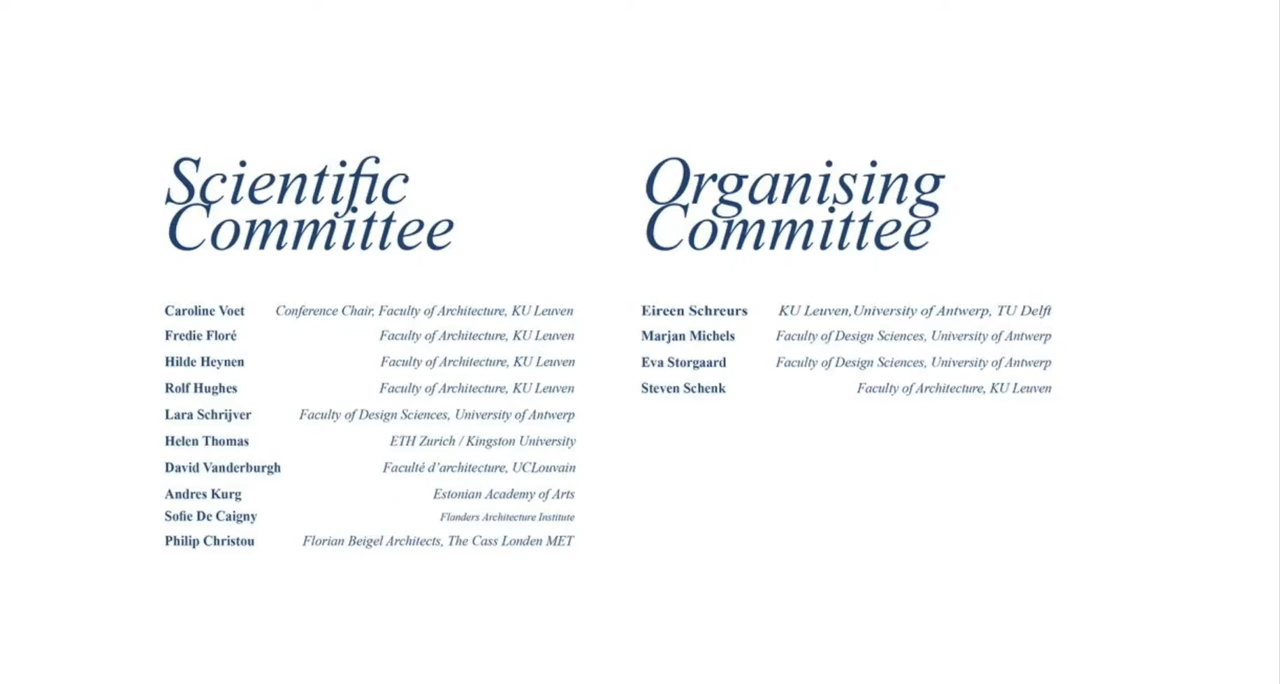 Scientific
Committee
Caroline Voet Conference Chair, Faculty of Architecture, KU Leuven
Fredie Floré Faculty of Architecture, KU Leuven
Hilde Heynen Faculty of Architecture, KU Leuven
Rolf Hughes Faculty of Architecture, KU Leuven
Lara Schrijver Faculty of Design Sciences, University of Antwerp
Helen Thomas ETH Zurich / Kingston University
David Vanderburgh Faculté d'architecture, UCLouvain
Andres Kurg Estonian Academy of Arts
Sofie De Caigny Flanders Architecture Institute
Philip Christou Florian Beigel Architects, The Cass Londen MET
Organising
Committee
Eireen Schreurs KU Leuven,University of Antwerp, TU Delft
Marjan Michels Faculty of Design Sciences, University of Antwerp
Eva Storgaard Faculty of Design Sciences, University of Antwerp
Steven Schenk Faculty of Architecture, KU Leuven